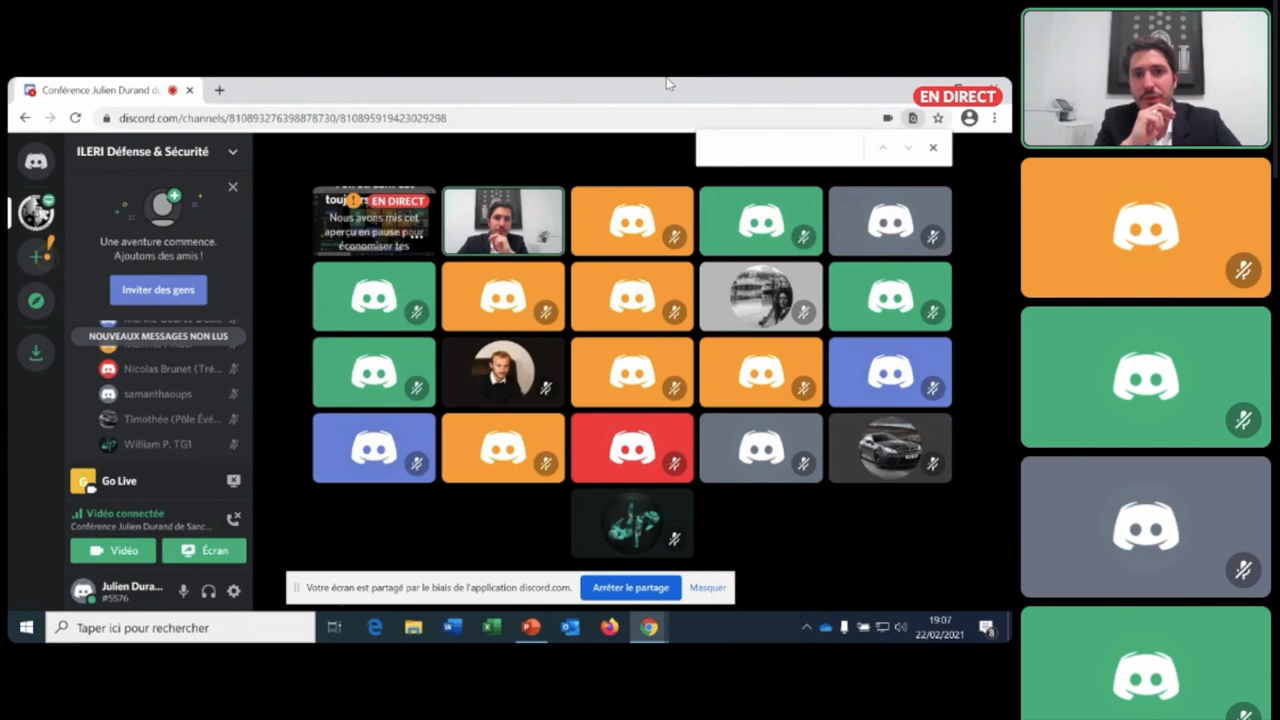 Conférence Julien Durand de
EN DIRECT
discord.com/channels/810893276398878730/810895919423029298
ILERI Défense & Sécurité
Une aventure commence.
Ajoutons des amis !
Inviter des gens
NOUVEAUX MESSAGES NON LUS
Nicolas Brunet (Tré...
samanthaoups
Timothée (Pôle Évé...
William P. TG1
G
Go Live
Vidéo connectée
Conférence Julien Durand de Sanc...
Vidéo
Écran
Julien Dura...
#5576
toujours
EN DIRECT
Nous avons mis cet
aperçu en pause pour
économiser tes
Votre écran est partagé par le biais de l'application discord.com.
Arrêter le partage
Masquer
Taper ici pour rechercher
19:07
22/02/2021
8